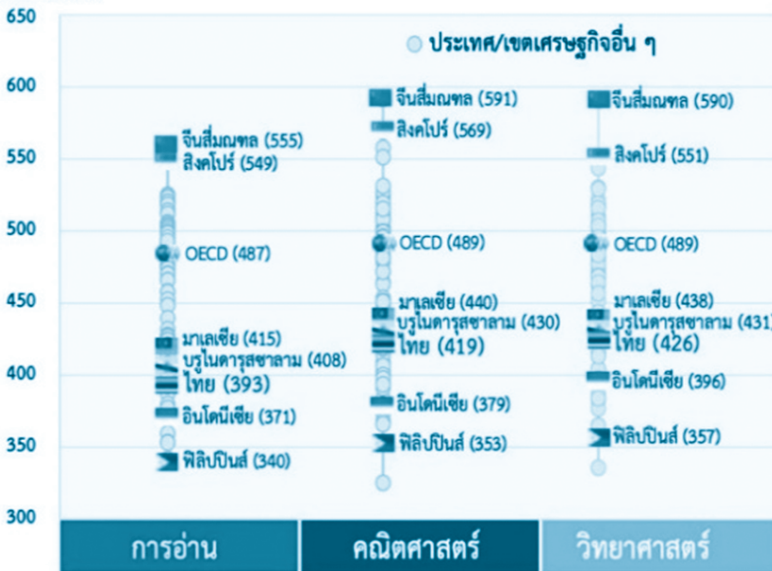 650
600
550
500
450
400
350
300
ประเทศ/เขตเศรษฐกิจอื่น ๆ
จีนสี่มณฑล (555)
สิงคโปร์ (549)
OECD (487)
มาเลเซีย (415)
บรูไนดารุสซาลาม (408)
ไทย (393)
อินโดนีเซีย (371)
ฟิลิปปินส์ (340)
การอ่าน
จีนสี่มณฑล (591)
สิงคโปร์ (569)
OECD (489)
มาเลเซีย (440)
บรูไนดารุสซาลาม (430)
ไทย (419)
อินโดนีเซีย (379)
ฟิลิปปินส์ (353)
คณิตศาสตร์
จีนสี่มณฑล (590)
สิงคโปร์ (551)
OECD (489)
มาเลเซีย (438)
บรูไนดารุสซาลาม (431)
ไทย (426)
อินโดนีเซีย (396)
ฟิลิปปินส์ (357)
วิทยาศาสตร์